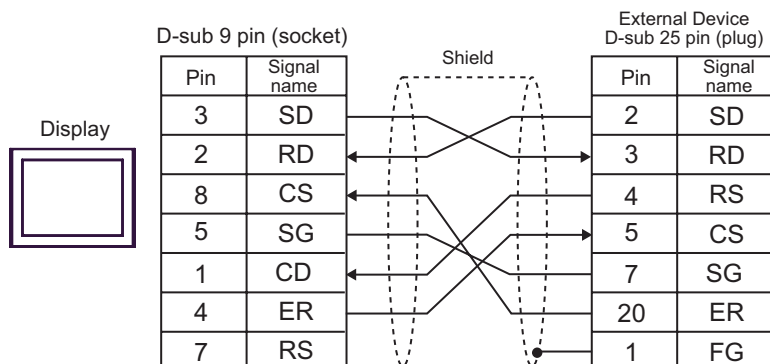 External Device
D-sub 9 pin (socket)
D-sub 25 pin (plug)
Shield
Display
Pin
Signal
name
3 SD
2 RD
8 CS
5 SG
1 CD
4 ER
7 RS
Pin
Signal
name
2 SD
3 RD
4 RS
5 CS
7 SG
20 ER
1 FG